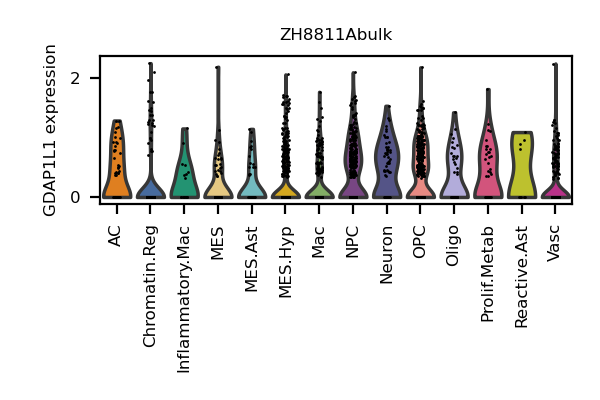 ZH8811Abulk
GDAP1L1 expression
2
0
AC
Chromatin.Reg
Inflammatory.Mac
MES
MES.Ast
MES.Hyp
Mac
NPC
Neuron
OPC
Oligo
Prolif.Metab
Reactive.Ast
Vasc